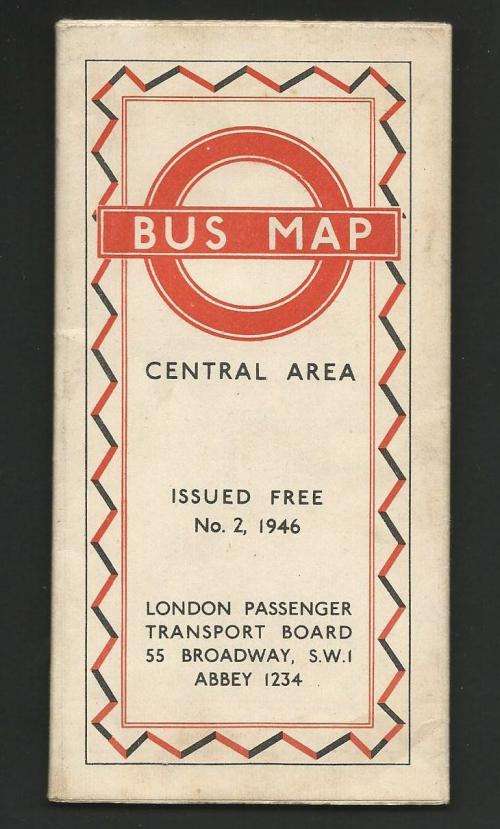 BUS MAP
CENTRAL AREA
ISSUED FREE
No. 2, 1946
LONDON PASSENGER
TRANSPORT BOARD
55 BROADWAY, S.W.1
ABBEY 1234